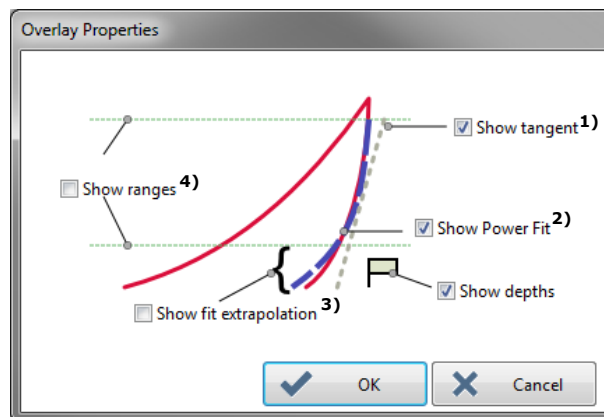 Overlay Properties
Show tangent 1)
Show ranges 4)
Show Power Fit 2)
Show depths
Show fit extrapolation 3)
OK
Cancel